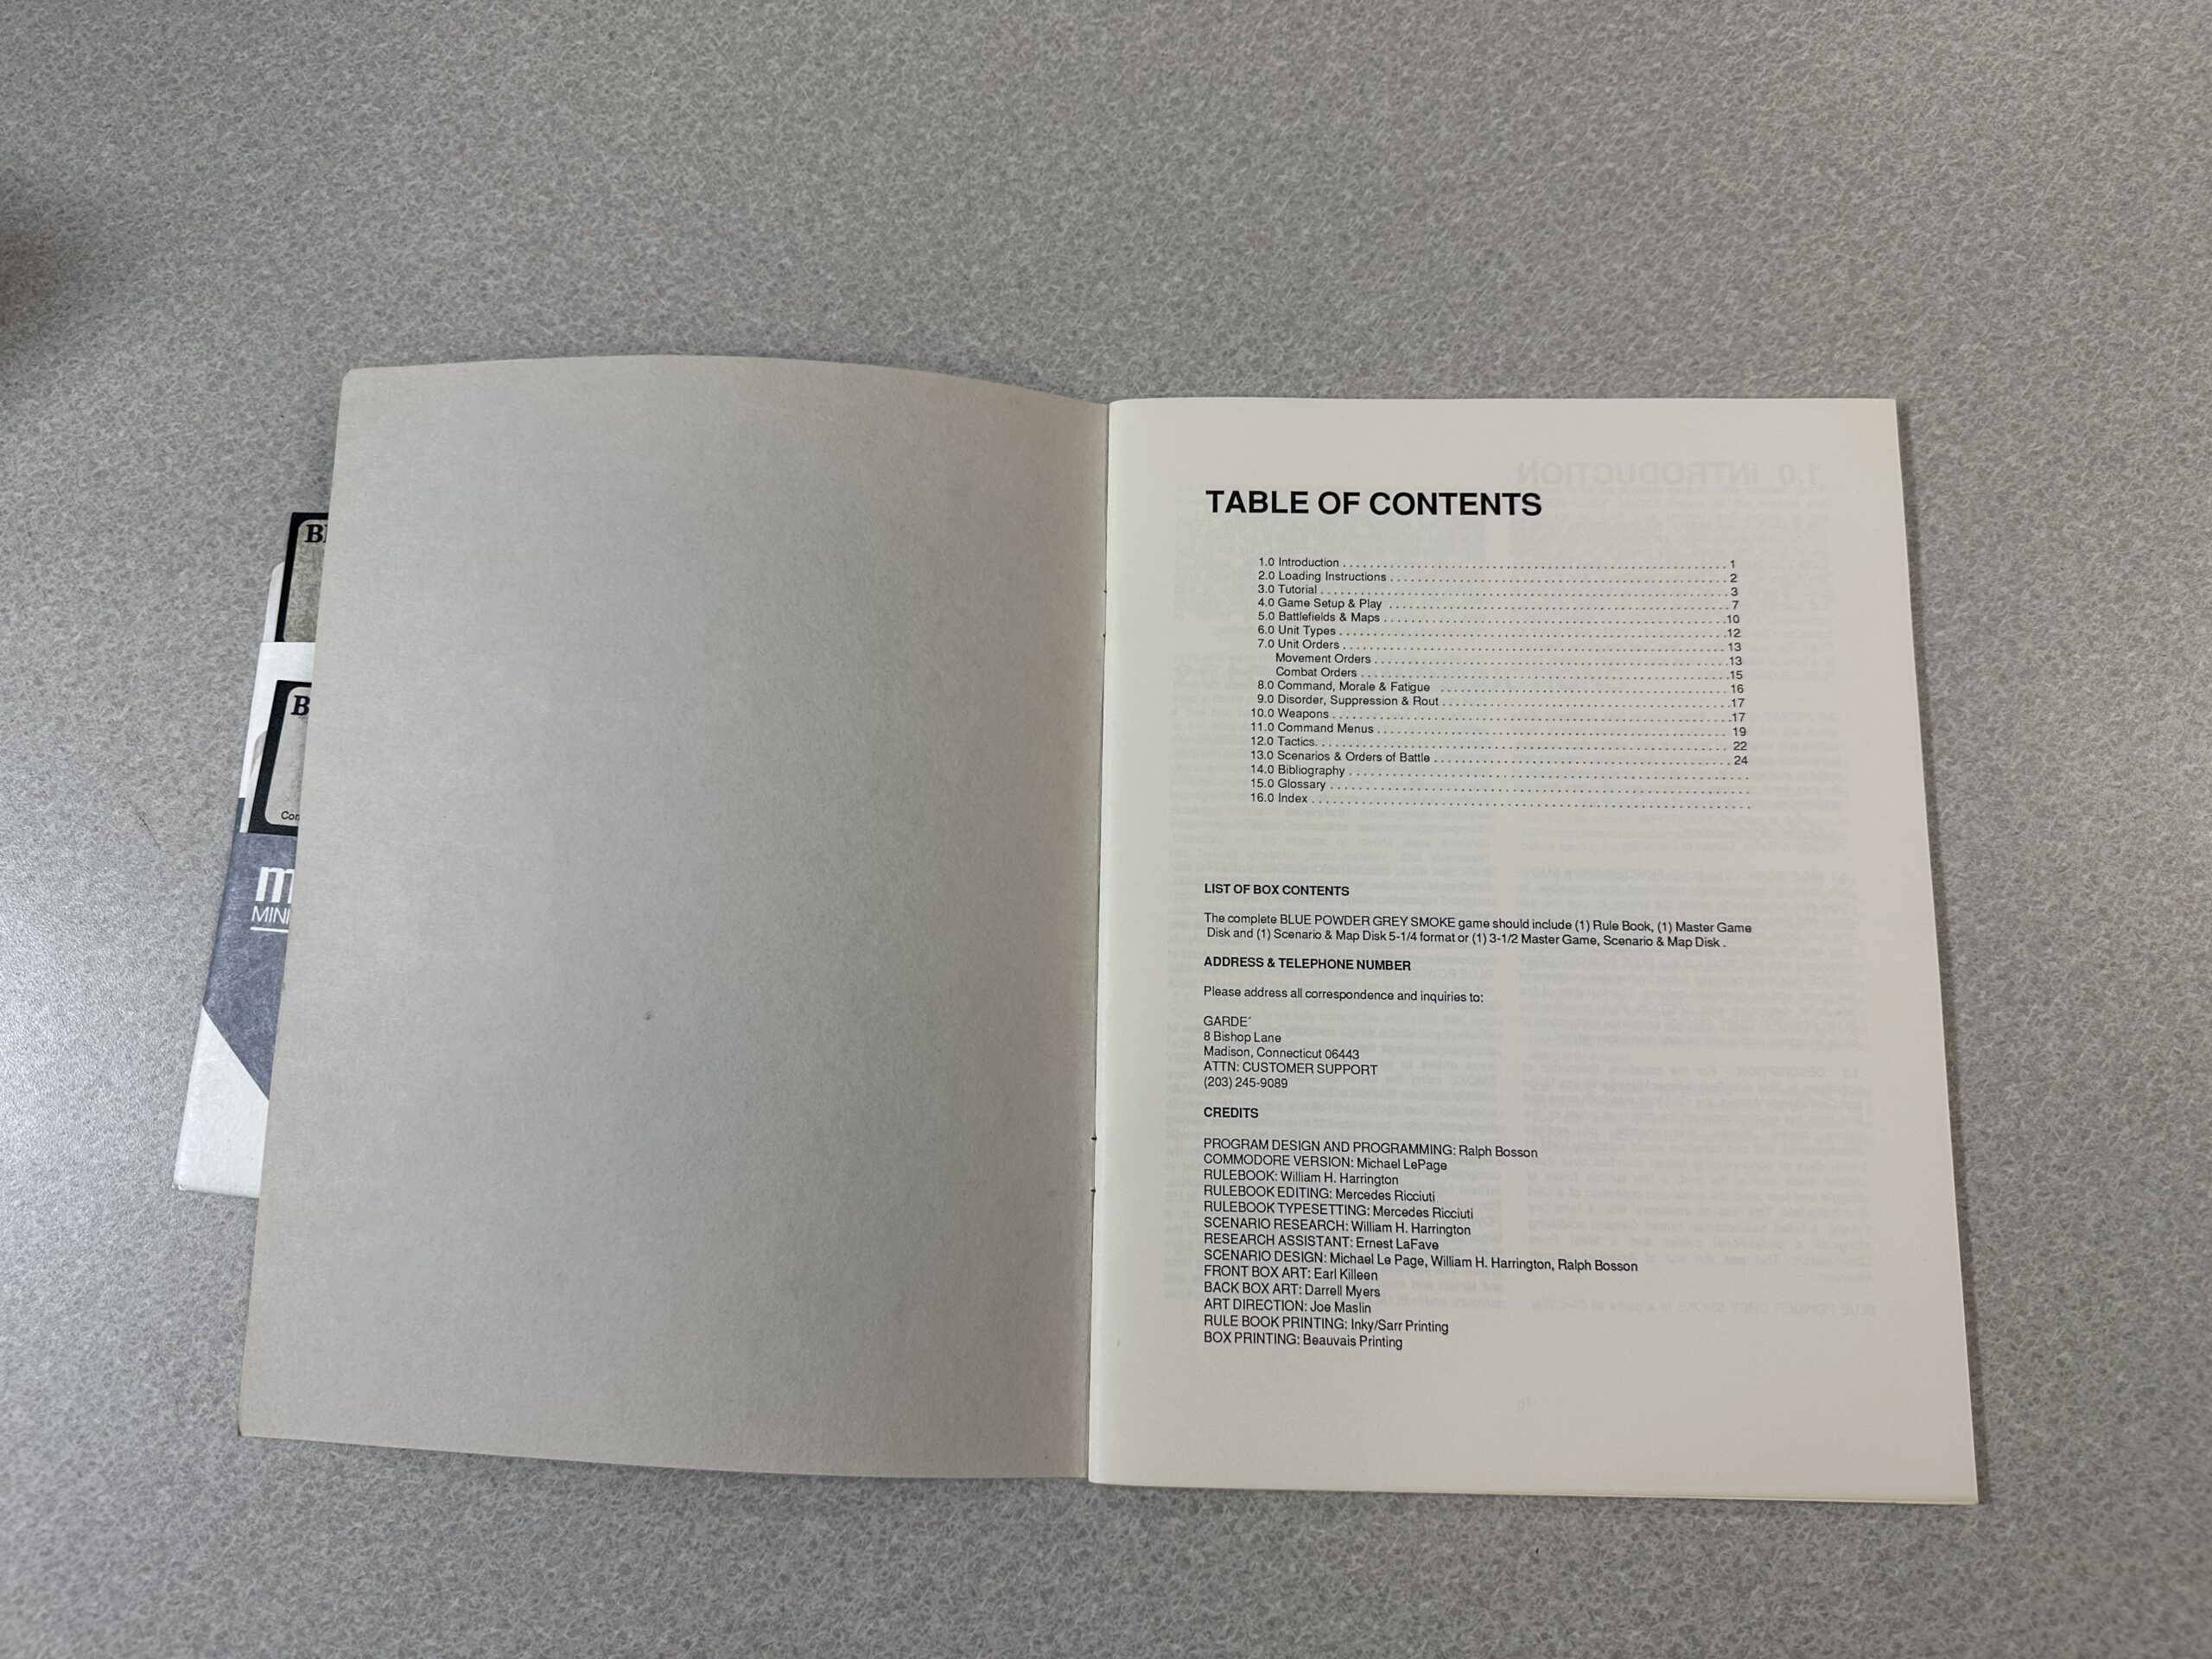 TABLE OF CONTENTS
1.0 Introduction . . . . . . . . . . 1
2.0 Loading Instructions . . . . . . . . . . 2
3.0 Tutorial . . . . . . . . . . 3
4.0 Game Setup & Play . . . . . . . . . . 7
5.0 Battlefields & Maps . . . . . . . . . . 10
6.0 Unit Types . . . . . . . . . . 12
7.0 Unit Orders . . . . . . . . . . 13
Movement Orders . . . . . . . . . . 13
Combat Orders . . . . . . . . . . 15
8.0 Command, Morale & Fatigue . . . . . . . . . . 16
9.0 Disorder, Suppression & Rout . . . . . . . . . . 17
10.0 Weapons . . . . . . . . . . 17
11.0 Command Menus . . . . . . . . . . 19
12.0 Tactics. . . . . . . . . . . 22
13.0 Scenarios & Orders of Battle . . . . . . . . . . 24
14.0 Bibliography . . . . . . . . . .
15.0 Glossary . . . . . . . . . .
16.0 Index . . . . . . . . . .
LIST OF BOX CONTENTS
The complete BLUE POWDER GREY SMOKE game should include (1) Rule Book, (1) Master Game
Disk and (1) Scenario & Map Disk 5-1/4 format or (1) 3-1/2 Master Game, Scenario & Map Disk .
ADDRESS & TELEPHONE NUMBER
Please address all correspondence and inquiries to:
GARDE´
8 Bishop Lane
Madison, Connecticut 06443
ATTN: CUSTOMER SUPPORT
(203) 245-9089
CREDITS
PROGRAM DESIGN AND PROGRAMMING: Ralph Bosson
COMMODORE VERSION: Michael LePage
RULEBOOK: William H. Harrington
RULEBOOK EDITING: Mercedes Ricciuti
RULEBOOK TYPESETTING: Mercedes Ricciuti
SCENARIO RESEARCH: William H. Harrington
RESEARCH ASSISTANT: Ernest LaFave
SCENARIO DESIGN: Michael Le Page, William H. Harrington, Ralph Bosson
FRONT BOX ART: Earl Killeen
BACK BOX ART: Darrell Myers
ART DIRECTION: Joe Maslin
RULE BOOK PRINTING: Inky/Sarr Printing
BOX PRINTING: Beauvais Printing